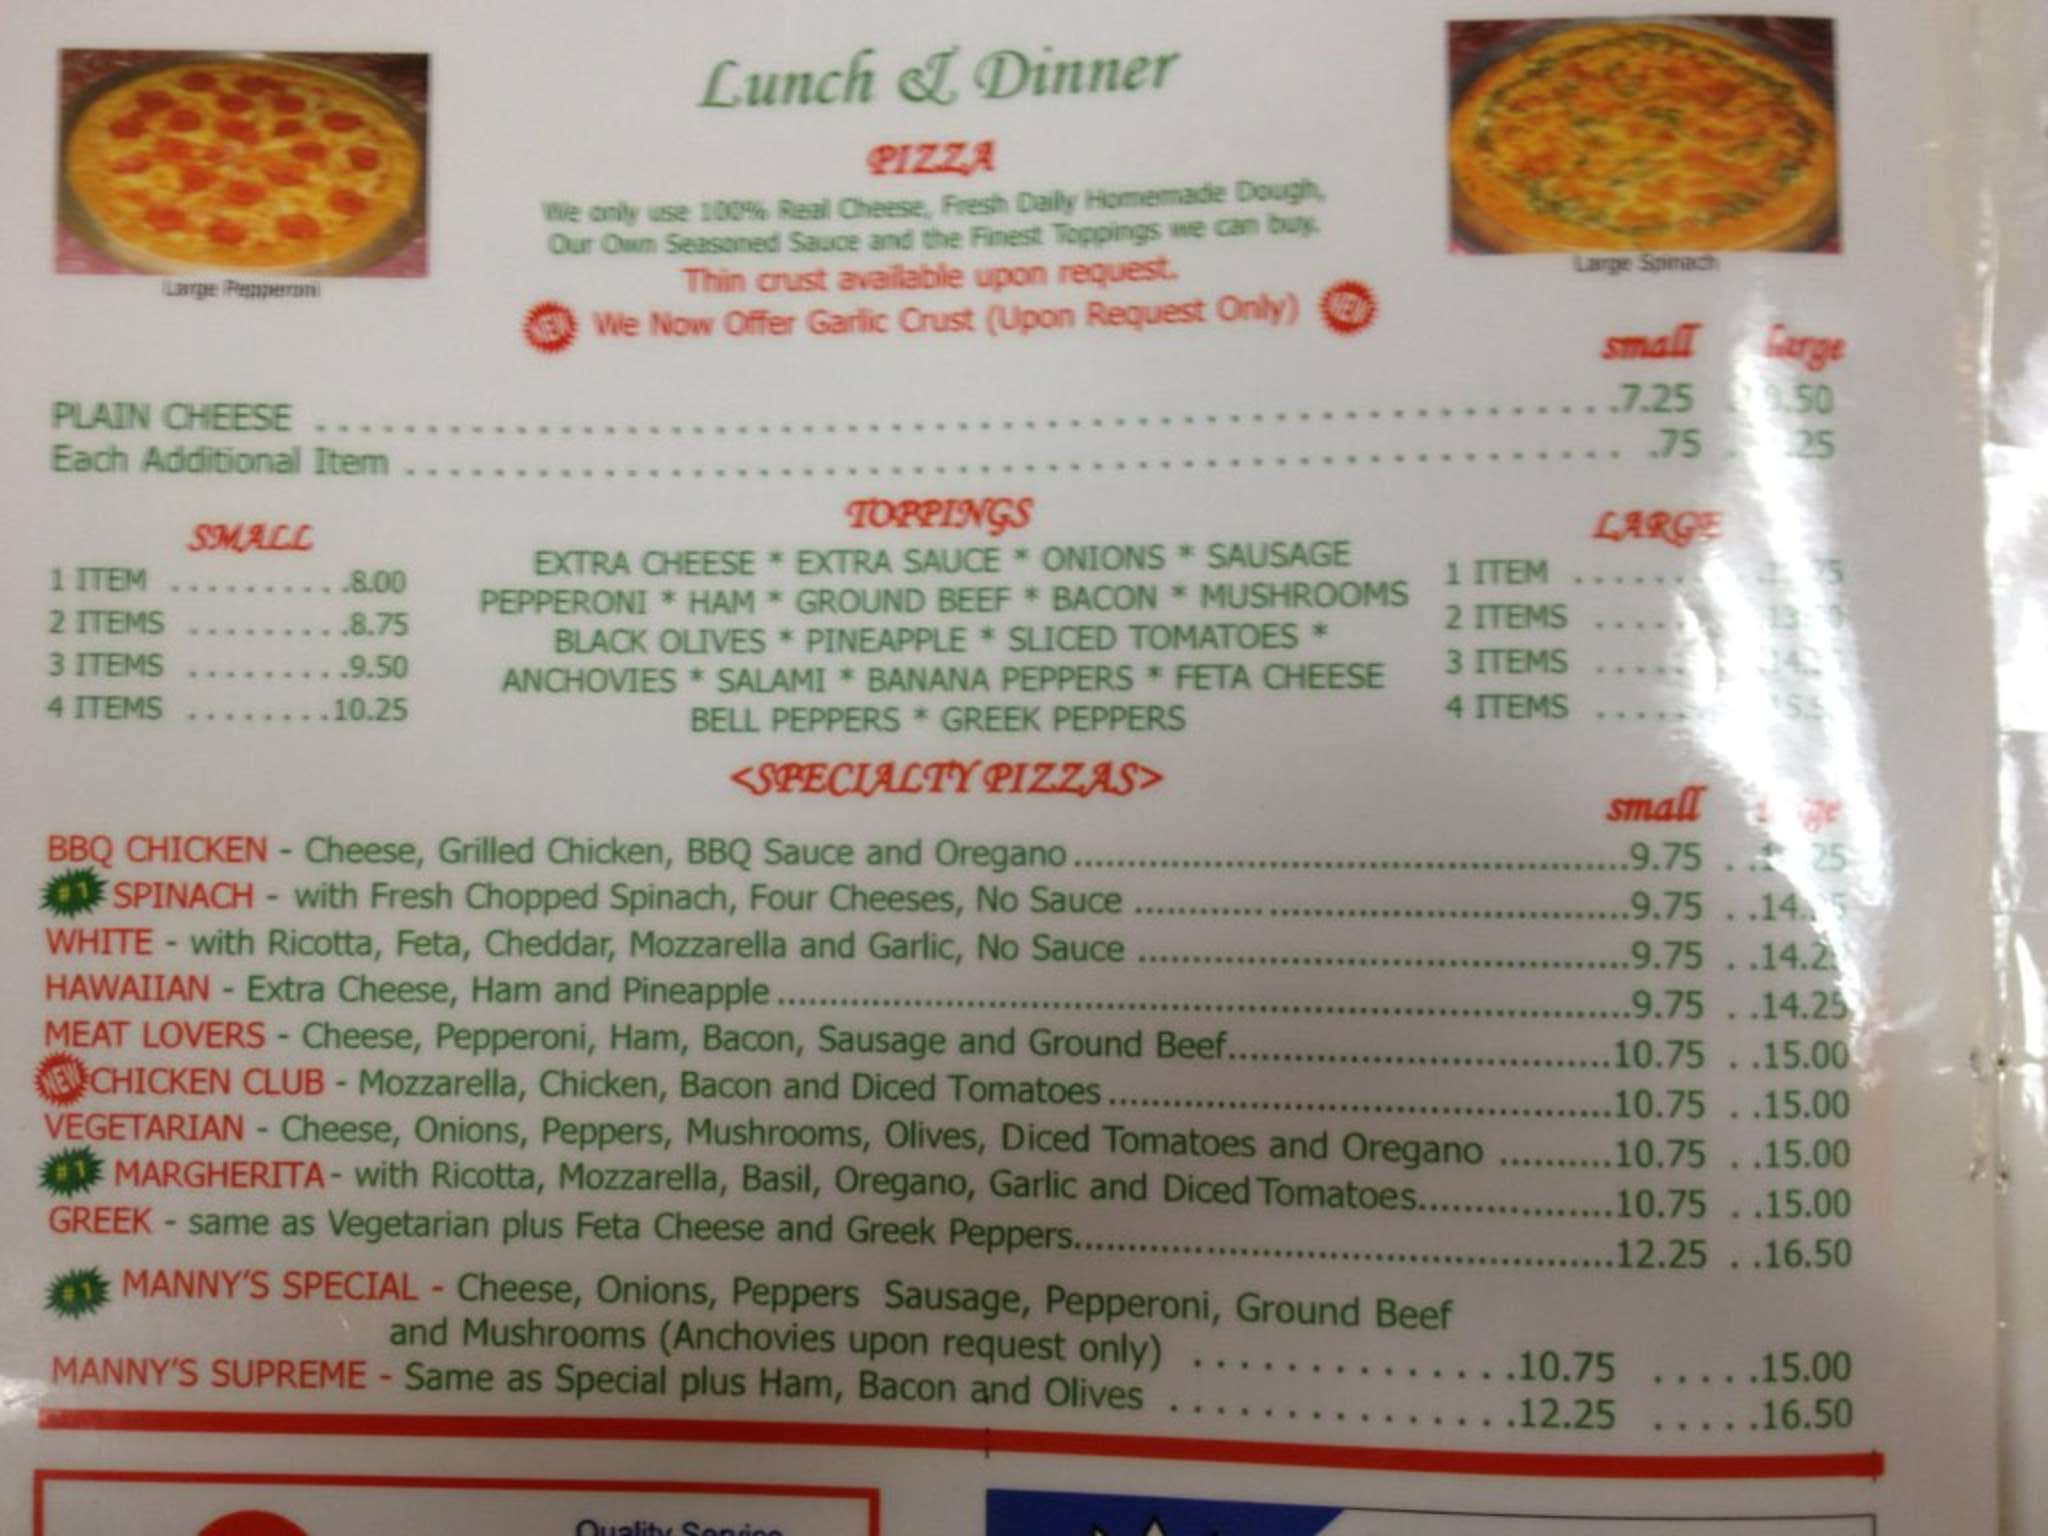 Lunch & Dinner
PIZZA
We only use 100% Real Cheese, Fresh Daily Homemade Dough,
Our Own Seasoned Sauce and the Finest Toppings we can buy.
Thin crust available upon request.
NEW We Now Offer Garlic Crust (Upon Request Only) NEW
Large Pepperoni
Large Spinach
small large
PLAIN CHEESE 7.25
Each Additional Item .75
SMALL
1 ITEM 8.00
2 ITEMS 8.75
3 ITEMS 9.50
4 ITEMS 10.25
TOPPINGS
EXTRA CHEESE * EXTRA SAUCE * ONIONS * SAUSAGE
PEPPERONI * HAM * GROUND BEEF * BACON * MUSHROOMS
BLACK OLIVES * PINEAPPLE * SLICED TOMATOES *
ANCHOVIES * SALAMI * BANANA PEPPERS * FETA CHEESE
BELL PEPPERS * GREEK PEPPERS
LARGE
1 ITEM
2 ITEMS
3 ITEMS
4 ITEMS
<SPECIALTY PIZZAS>
small
BBQ CHICKEN - Cheese, Grilled Chicken, BBQ Sauce and Oregano 9.75
#1 SPINACH - with Fresh Chopped Spinach, Four Cheeses, No Sauce 9.75
WHITE - with Ricotta, Feta, Cheddar, Mozzarella and Garlic, No Sauce 9.75 14.25
HAWAIIAN - Extra Cheese, Ham and Pineapple 9.75 14.25
MEAT LOVERS - Cheese, Pepperoni, Ham, Bacon, Sausage and Ground Beef 10.75 15.00
NEW CHICKEN CLUB - Mozzarella, Chicken, Bacon and Diced Tomatoes 10.75 15.00
VEGETARIAN - Cheese, Onions, Peppers, Mushrooms, Olives, Diced Tomatoes and Oregano 10.75 15.00
#1 MARGHERITA - with Ricotta, Mozzarella, Basil, Oregano, Garlic and Diced Tomatoes 10.75 15.00
GREEK - same as Vegetarian plus Feta Cheese and Greek Peppers 12.25 16.50
#1 MANNY'S SPECIAL - Cheese, Onions, Peppers Sausage, Pepperoni, Ground Beef
and Mushrooms (Anchovies upon request only) 10.75 15.00
MANNY'S SUPREME - Same as Special plus Ham, Bacon and Olives 12.25 16.50
Quality Service